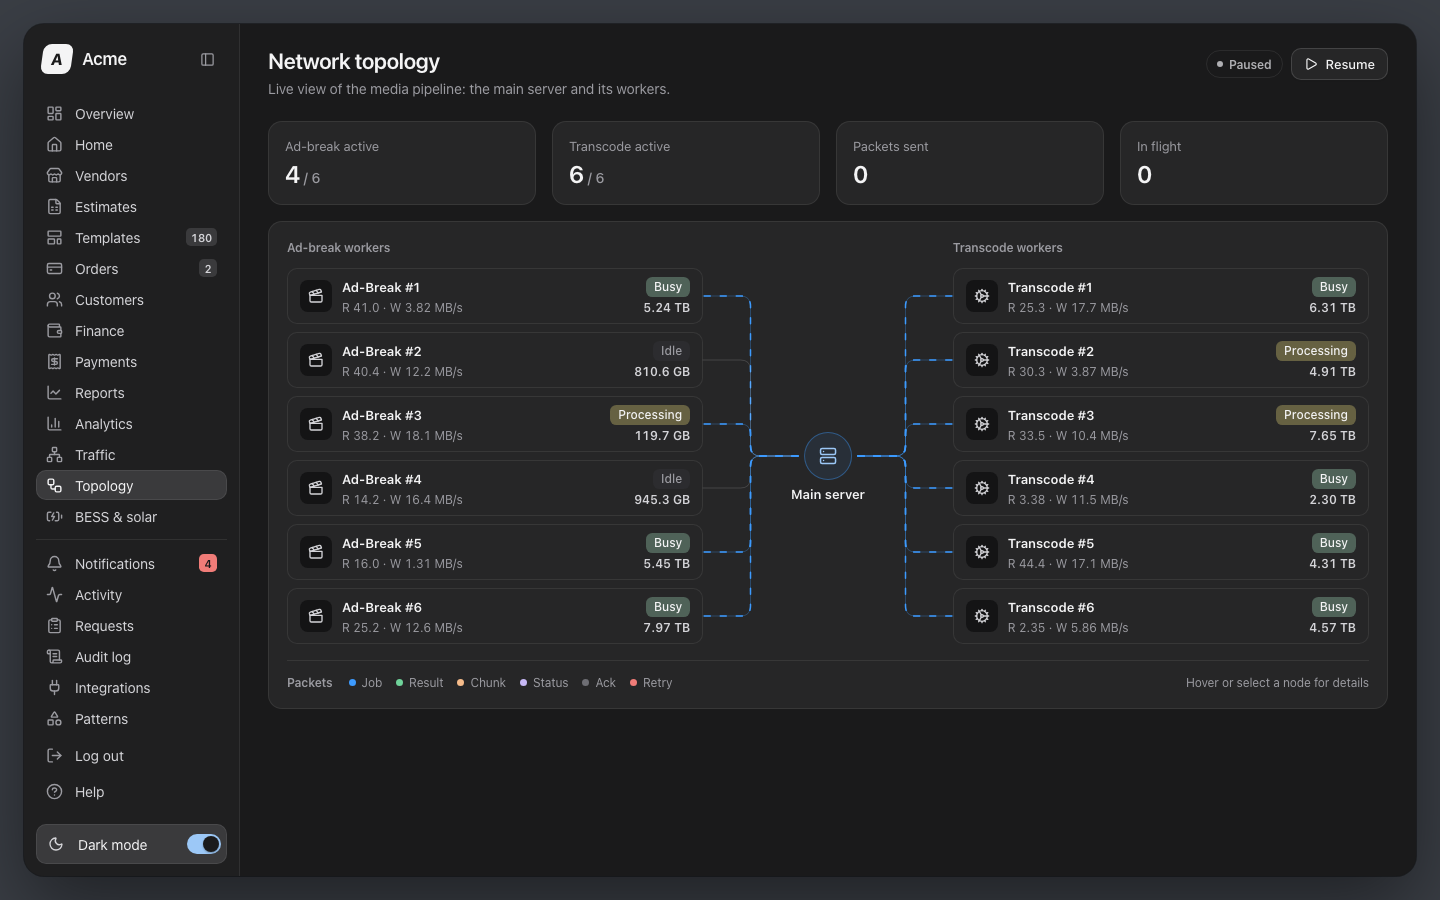 A Acme
Overview
Home
Vendors
Estimates
Templates 180
Orders 2
Customers
Finance
Payments
Reports
Analytics
Traffic
Topology
BESS & solar
Notifications 4
Activity
Requests
Audit log
Integrations
Patterns
Log out
Help
Dark mode
Network topology
Live view of the media pipeline: the main server and its workers.
Paused
Resume
Ad-break active
4 / 6
Transcode active
6 / 6
Packets sent
0
In flight
0
Ad-break workers
Ad-Break #1 Busy
R 41.0 · W 3.82 MB/s 5.24 TB
Ad-Break #2 Idle
R 40.4 · W 12.2 MB/s 810.6 GB
Ad-Break #3 Processing
R 38.2 · W 18.1 MB/s 119.7 GB
Ad-Break #4 Idle
R 14.2 · W 16.4 MB/s 945.3 GB
Ad-Break #5 Busy
R 16.0 · W 1.31 MB/s 5.45 TB
Ad-Break #6 Busy
R 25.2 · W 12.6 MB/s 7.97 TB
Main server
Transcode workers
Transcode #1 Busy
R 25.3 · W 17.7 MB/s 6.31 TB
Transcode #2 Processing
R 30.3 · W 3.87 MB/s 4.91 TB
Transcode #3 Processing
R 33.5 · W 10.4 MB/s 7.65 TB
Transcode #4 Busy
R 3.38 · W 11.5 MB/s 2.30 TB
Transcode #5 Busy
R 44.4 · W 17.1 MB/s 4.31 TB
Transcode #6 Busy
R 2.35 · W 5.86 MB/s 4.57 TB
Packets Job Result Chunk Status Ack Retry
Hover or select a node for details